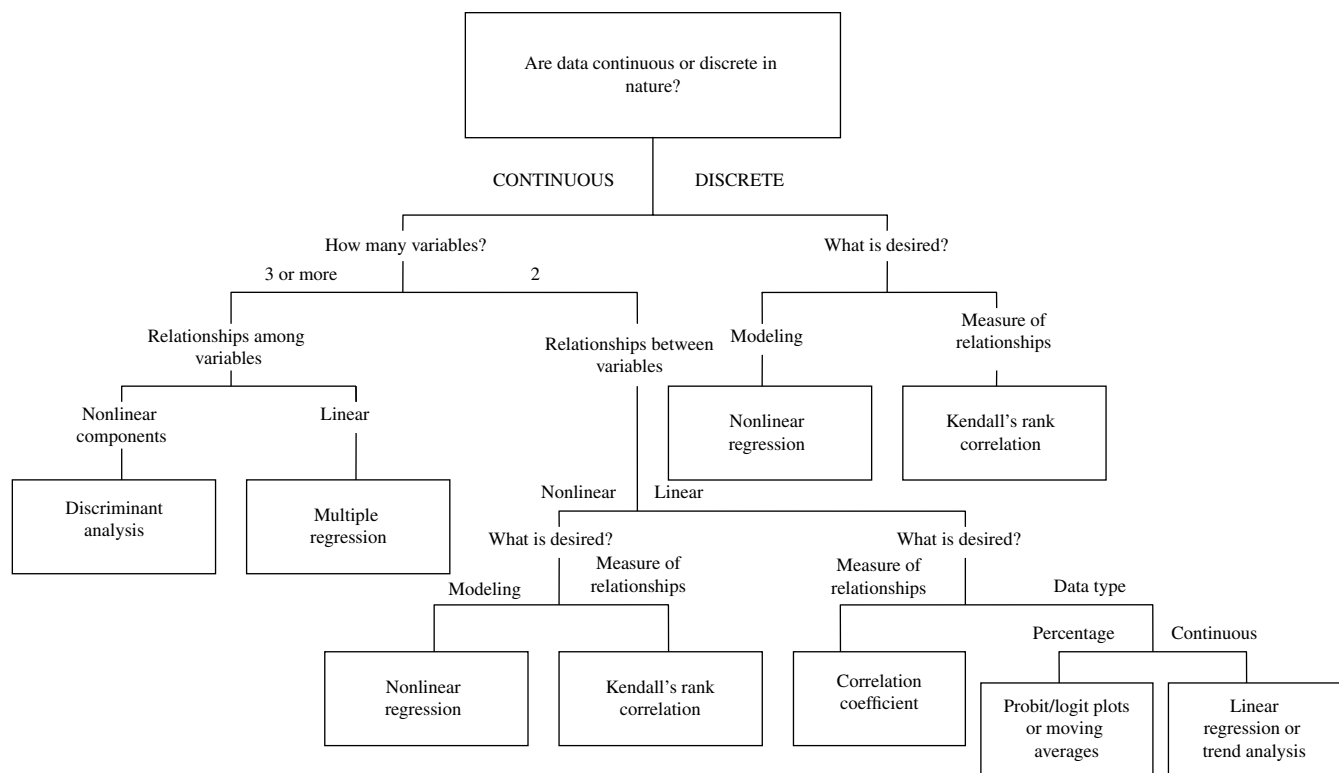 Are data continuous or discrete in
nature?
CONTINUOUS
DISCRETE
How many variables?
What is desired?
3 or more
2
Relationships among
variables
Relationships between
variables
Modeling
Measure of
relationships
Nonlinear
components
Linear
Nonlinear
regression
Kendall's rank
correlation
Discriminant
analysis
Multiple
regression
Nonlinear
Linear
What is desired?
What is desired?
Modeling
Measure of
relationships
Measure of
relationships
Data type
Percentage
Continuous
Nonlinear
regression
Kendall's rank
correlation
Correlation
coefficient
Probit/logit plots
or moving
averages
Linear
regression or
trend analysis